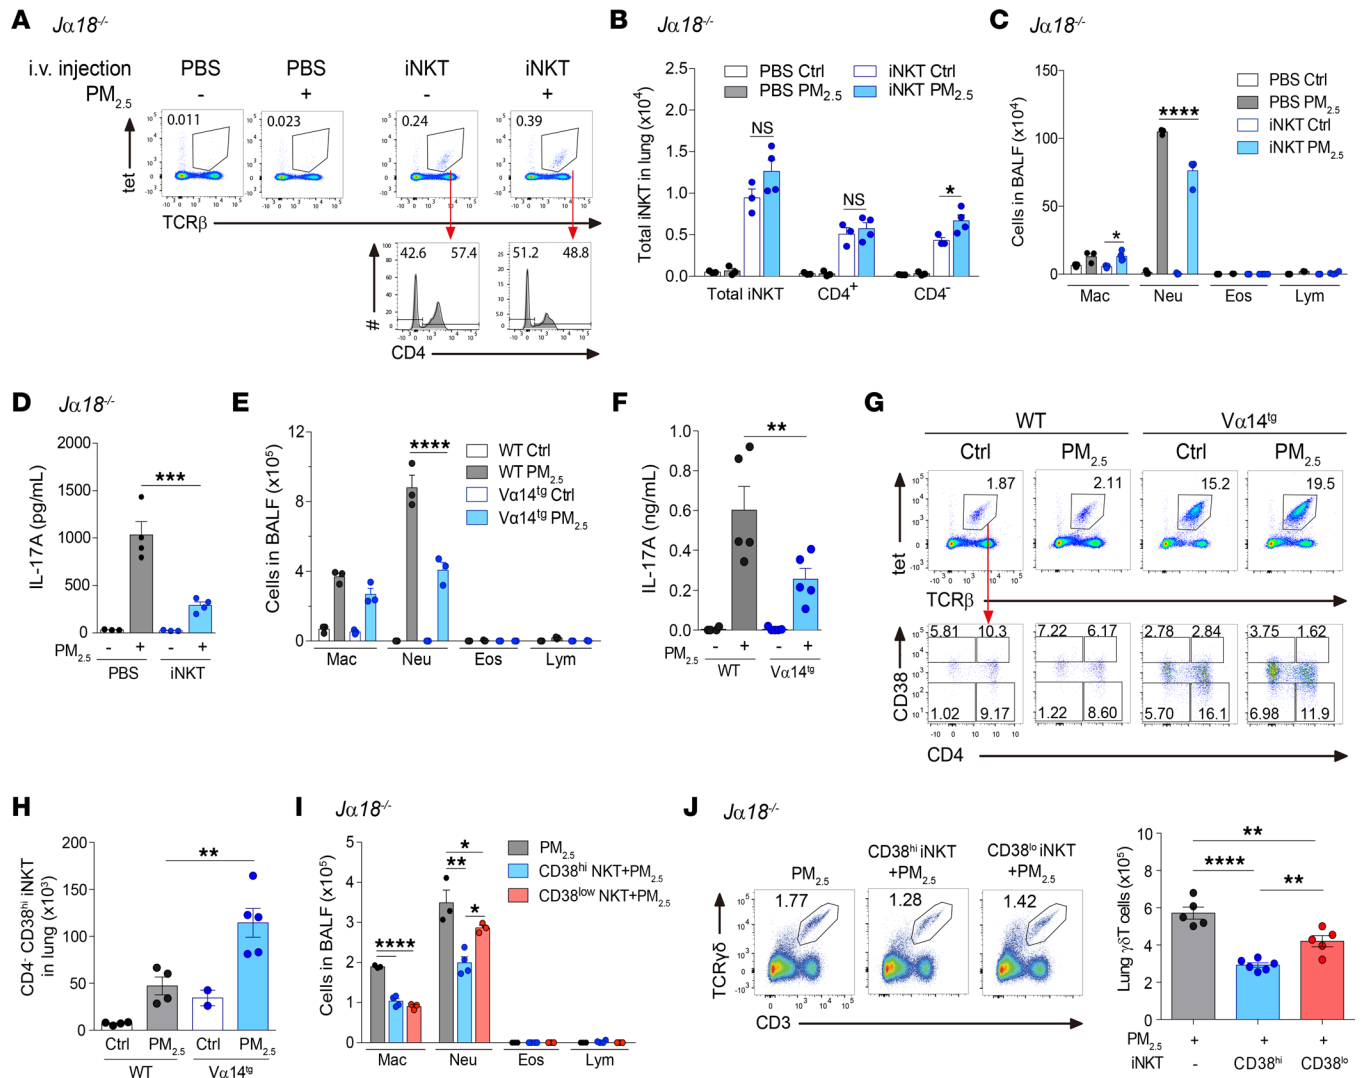 A Jα18-/-
i.v. injection PBS PBS iNKT iNKT
PM2.5 - + - +
0.011 0.023 0.24 0.39
tet
TCRβ
42.6 57.4 51.2 48.8
#
CD4
B Jα18-/-
Total iNKT in lung (x10⁴)
2.5
2.0
1.5
1.0
0.5
0.0
PBS Ctrl
PBS PM2.5
iNKT Ctrl
iNKT PM2.5
NS NS *
Total iNKT CD4+ CD4-
C Jα18-/-
Cells in BALF (x10⁴)
150
100
50
0
PBS Ctrl
PBS PM2.5
iNKT Ctrl
iNKT PM2.5
* ****
Mac Neu Eos Lym
D Jα18-/-
IL-17A (pg/mL)
2000
1500
1000
500
0
***
PM2.5 - + - +
PBS iNKT
E
Cells in BALF (x10⁵)
12
8
4
0
****
WT Ctrl
WT PM2.5
Vα14tg Ctrl
Vα14tg PM2.5
Mac Neu Eos Lym
F
IL-17A (ng/mL)
1.0
0.8
0.6
0.4
0.2
0.0
**
PM2.5 - + - +
WT Vα14tg
G
WT Vα14tg
Ctrl PM2.5 Ctrl PM2.5
1.87 2.11 15.2 19.5
tet
TCRβ
5.81 10.3 7.22 6.17 2.78 2.84 3.75 1.62
1.02 9.17 1.22 8.60 5.70 16.1 6.98 11.9
CD38
CD4
H
CD4- CD38hi iNKT
in lung (x10³)
200
150
100
50
0
**
Ctrl PM2.5 Ctrl PM2.5
WT Vα14tg
I Jα18-/-
Cells in BALF (x10⁵)
5
4
3
2
1
0
**** ** * *
PM2.5
CD38hi NKT+PM2.5
CD38low NKT+PM2.5
Mac Neu Eos Lym
J Jα18-/-
PM2.5
CD38hi iNKT
+PM2.5
CD38lo iNKT
+PM2.5
1.77 1.28 1.42
TCRγδ
CD3
Lung γδT cells (x10⁵)
10
8
6
4
2
0
**
****
**
PM2.5 + + +
iNKT - CD38hi CD38lo